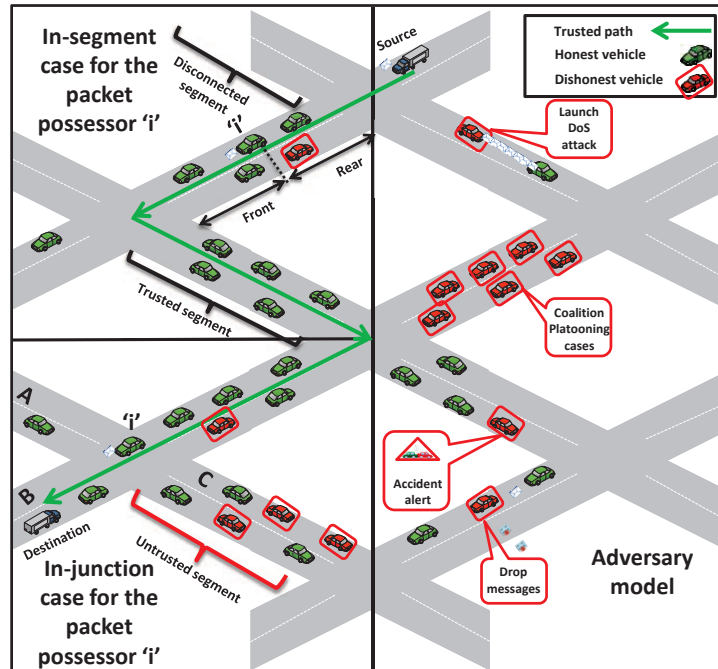 In-segment
case for the
packet
possessor ‘i’
Disconnected
segment
‘i’
Source
Trusted path
Honest vehicle
Dishonest vehicle
Launch
DoS
attack
Rear
Front
Trusted segment
Coalition
Platooning
cases
A
‘i’
B
C
Destination
Untrusted segment
Accident
alert
Drop
messages
In-junction
case for the
packet
possessor ‘i’
Adversary
model